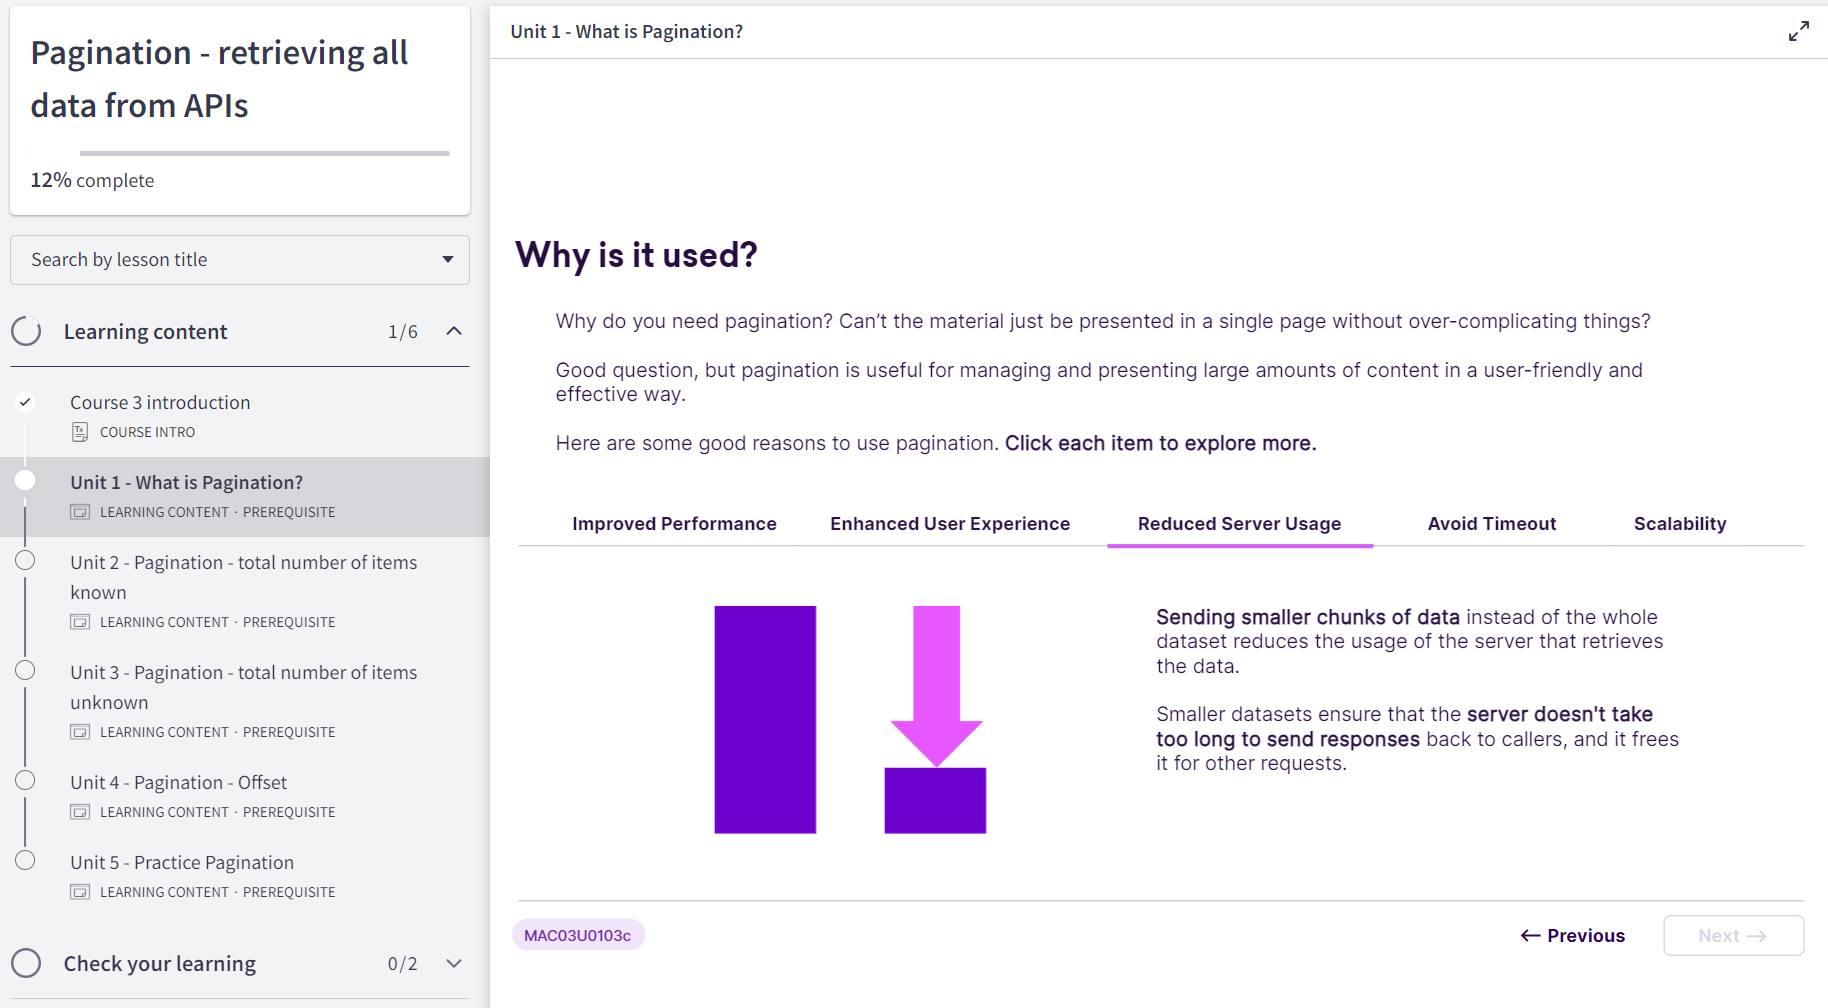 Pagination - retrieving all
data from APIs
12% complete
Search by lesson title
Learning content 1/6
Course 3 introduction
COURSE INTRO
Unit 1 - What is Pagination?
LEARNING CONTENT · PREREQUISITE
Unit 2 - Pagination - total number of items
known
LEARNING CONTENT · PREREQUISITE
Unit 3 - Pagination - total number of items
unknown
LEARNING CONTENT · PREREQUISITE
Unit 4 - Pagination - Offset
LEARNING CONTENT · PREREQUISITE
Unit 5 - Practice Pagination
LEARNING CONTENT · PREREQUISITE
Check your learning 0/2
Unit 1 - What is Pagination?
Why is it used?
Why do you need pagination? Can’t the material just be presented in a single page without over-complicating things?
Good question, but pagination is useful for managing and presenting large amounts of content in a user-friendly and
effective way.
Here are some good reasons to use pagination. Click each item to explore more.
Improved Performance Enhanced User Experience Reduced Server Usage Avoid Timeout Scalability
Sending smaller chunks of data instead of the whole
dataset reduces the usage of the server that retrieves
the data.
Smaller datasets ensure that the server doesn't take
too long to send responses back to callers, and it frees
it for other requests.
MAC03U0103c
← Previous
Next →